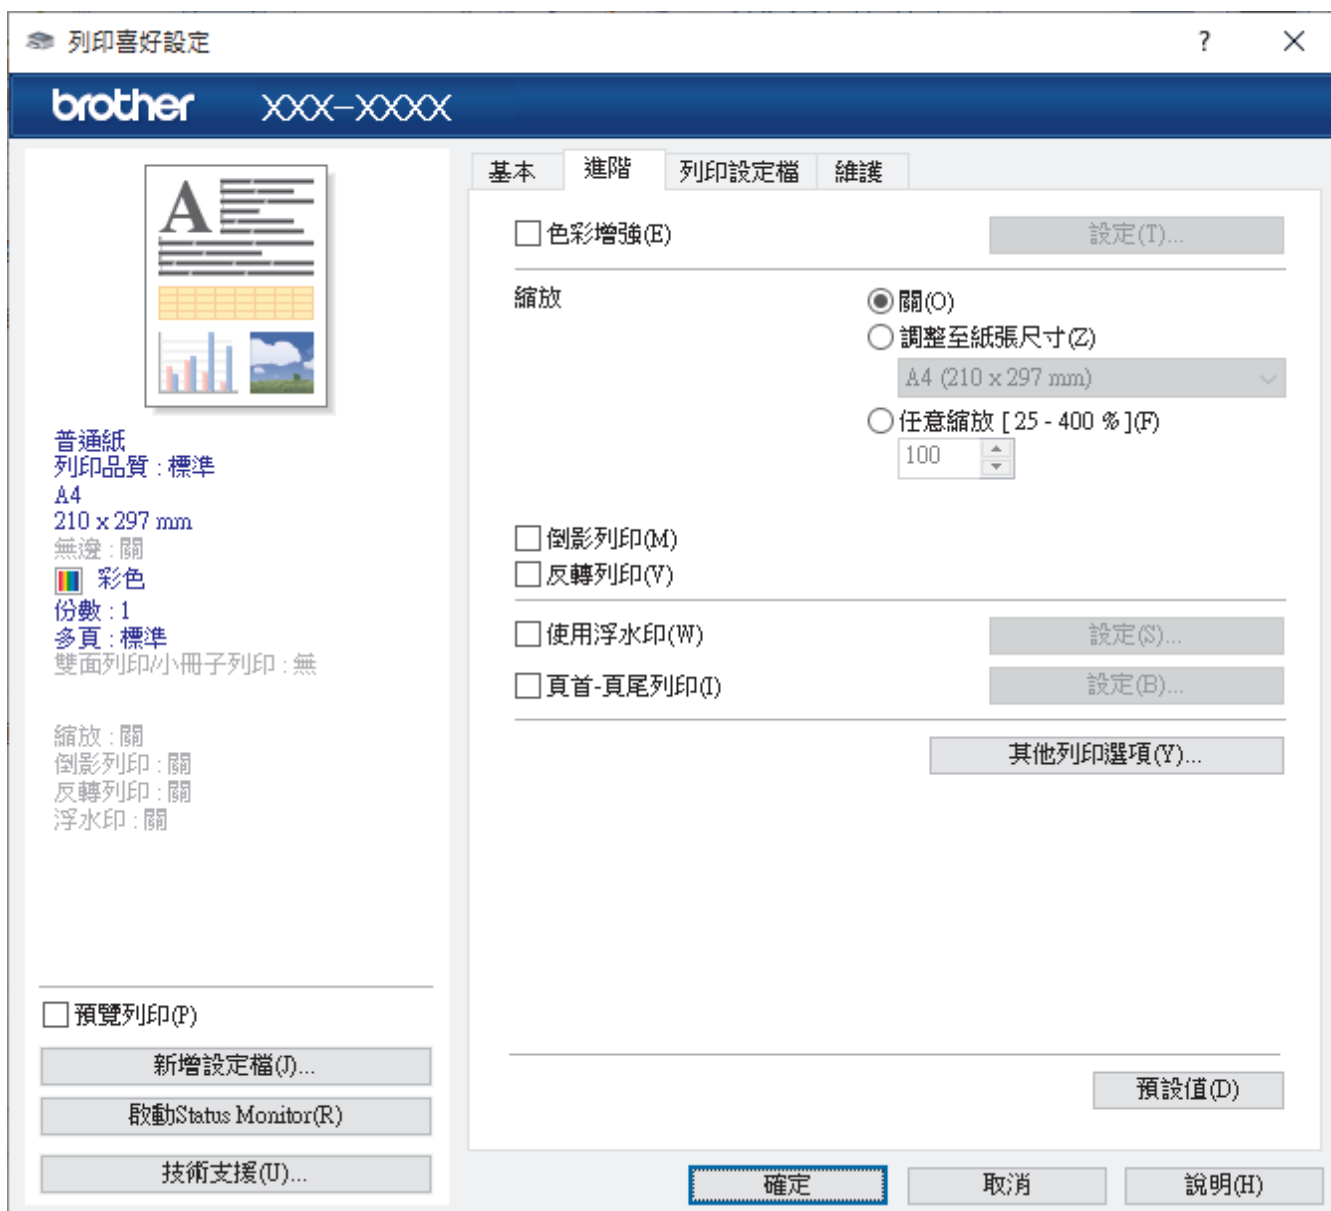 列印喜好設定
?
brother XXX-XXXX
A
普通紙
列印品質 : 標準
A4
210 x 297 mm
無邊 : 關
彩色
份數 : 1
多頁 : 標準
雙面列印/小冊子列印 : 無
縮放 : 關
倒影列印 : 關
反轉列印 : 關
浮水印 : 關
預覽列印(P)
新增設定檔(J)...
啟動Status Monitor(R)
技術支援(U)...
基本 進階 列印設定檔 維護
色彩增強(E) 設定(T)...
縮放 關(O)
調整至紙張尺寸(Z)
A4 (210 x 297 mm)
任意縮放 [ 25 - 400 % ](F)
100
倒影列印(M)
反轉列印(V)
使用浮水印(W) 設定(S)...
頁首-頁尾列印(I) 設定(B)...
其他列印選項(Y)...
預設值(D)
確定 取消 說明(H)